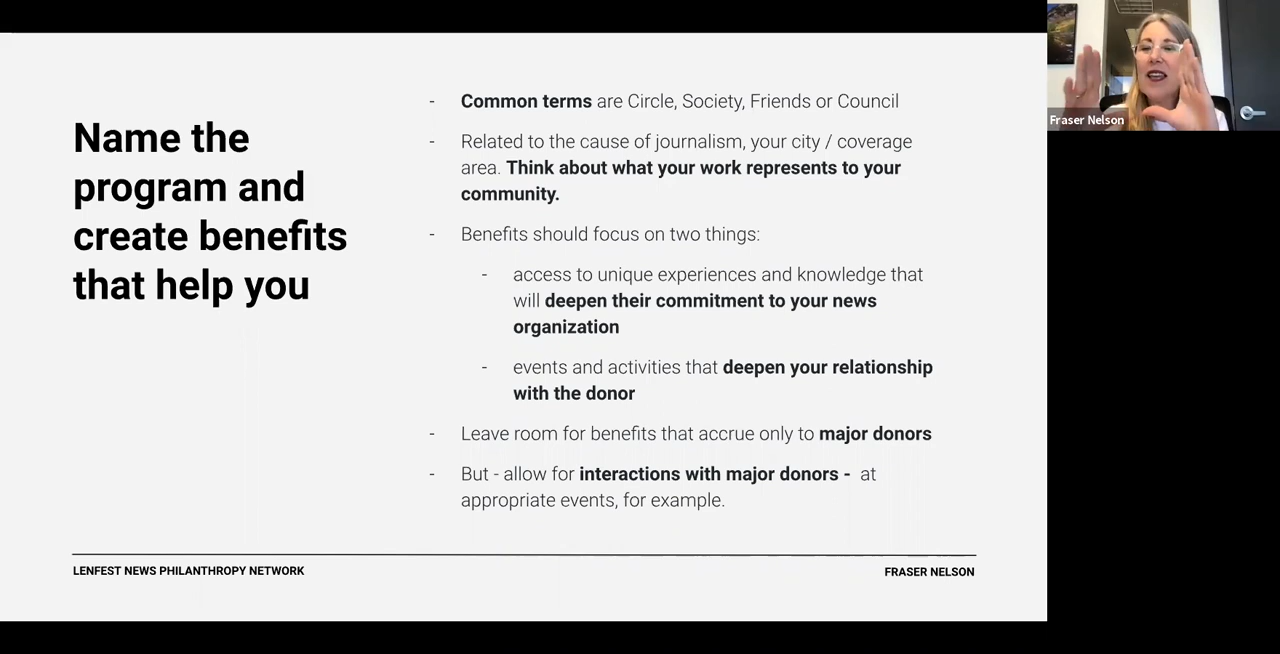 Name the
program and
create benefits
that help you
- Common terms are Circle, Society, Friends or Council
- Related to the cause of journalism, your city / coverage
area. Think about what your work represents to your
community.
- Benefits should focus on two things:
- access to unique experiences and knowledge that
will deepen their commitment to your news
organization
- events and activities that deepen your relationship
with the donor
- Leave room for benefits that accrue only to major donors
- But - allow for interactions with major donors - at
appropriate events, for example.
LENFEST NEWS PHILANTHROPY NETWORK
FRASER NELSON
Fraser Nelson